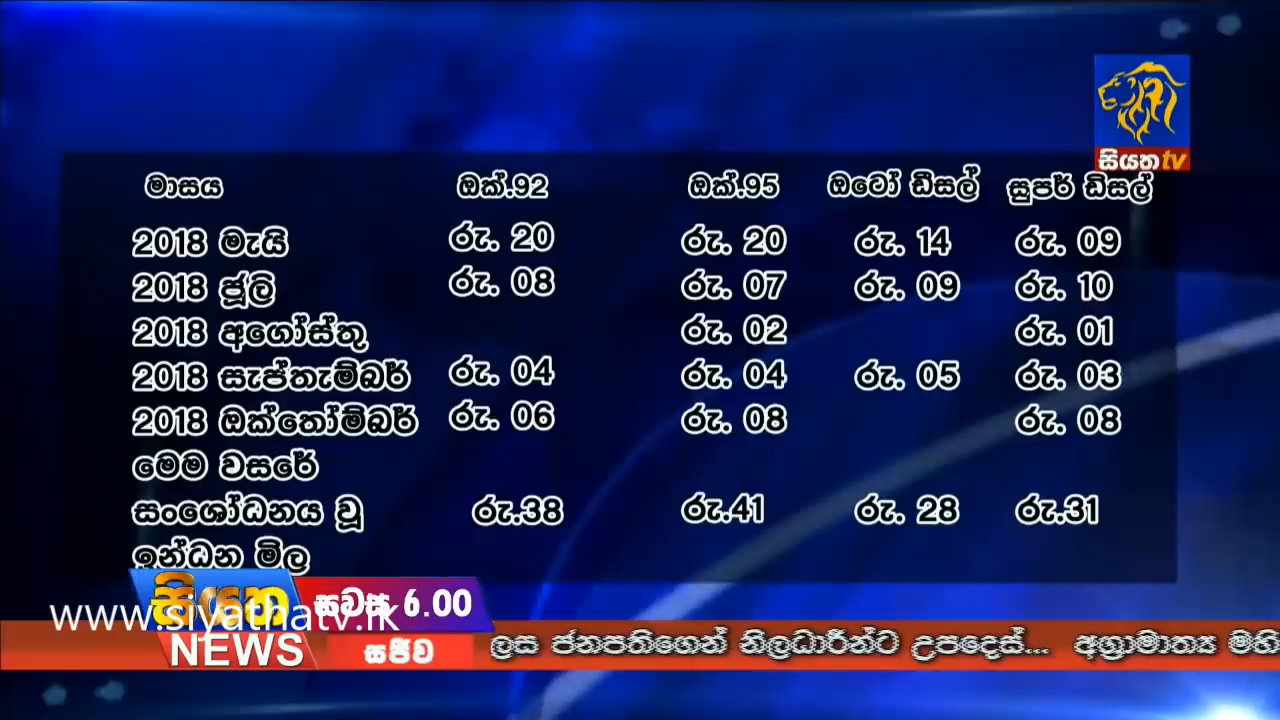 සියත tv
මාසය ඔක්.92 ඔක්.95 ඔටෝ ඩීසල් සුපර් ඩිසල්
2018 මැයි රු. 20 රු. 20 රු. 14 රු. 09
2018 ජූලි රු. 08 රු. 07 රු. 09 රු. 10
2018 අගෝස්තු රු. 02 රු. 01
2018 සැප්තැම්බර් රු. 04 රු. 04 රු. 05 රු. 03
2018 ඔක්තෝම්බර් රු. 06 රු. 08 රු. 08
මෙම වසරේ
සංශෝධනය වූ රු.38 රු.41 රු. 28 රු.31
ඉන්ධන මිල
සියත සවස 6.00
www.siyathatv.lk
NEWS සජීව ලස ජනපතිගෙන් නිලධාරීන්ට උපදෙස්... අග්‍රාමාත්‍ය මහි